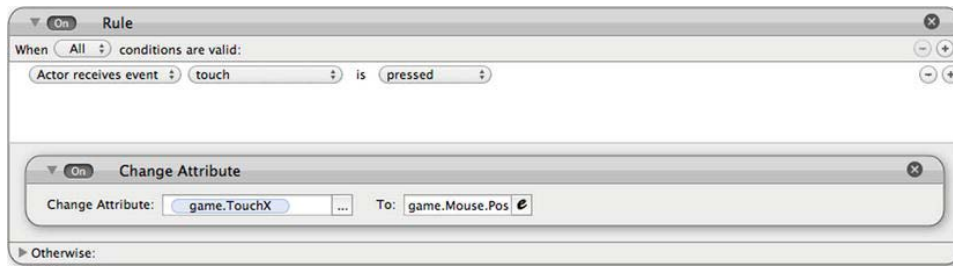 On Rule
When All conditions are valid:
Actor receives event touch is pressed
On Change Attribute
Change Attribute: game.TouchX ... To: game.Mouse.Pos e
Otherwise: